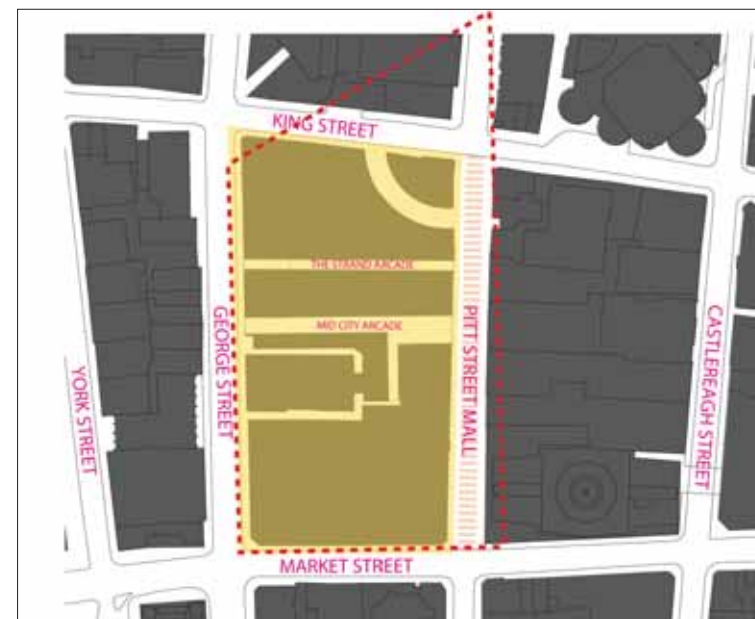 KING STREET
THE STRAND ARCADE
MID CITY ARCADE
GEORGE STREET
PITT STREET MALL
YORK STREET
CASTLEREAGH STREET
MARKET STREET